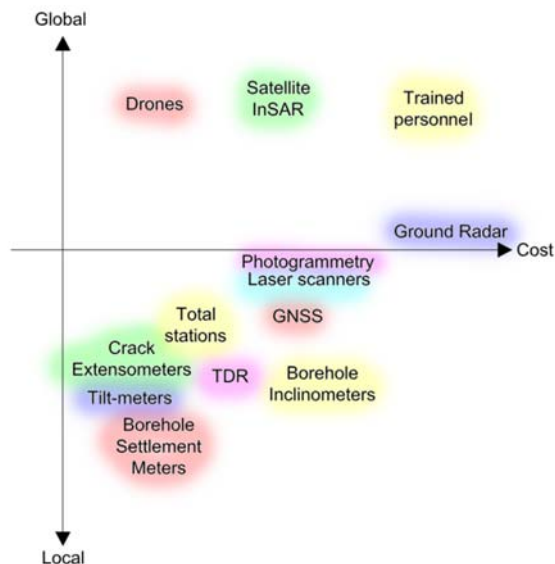 Global
Drones
Satellite
InSAR
Trained
personnel
Ground Radar
Cost
Photogrammetry
Laser scanners
Total
stations
GNSS
Crack
Extensometers
TDR
Borehole
Inclinometers
Tilt-meters
Borehole
Settlement
Meters
Local